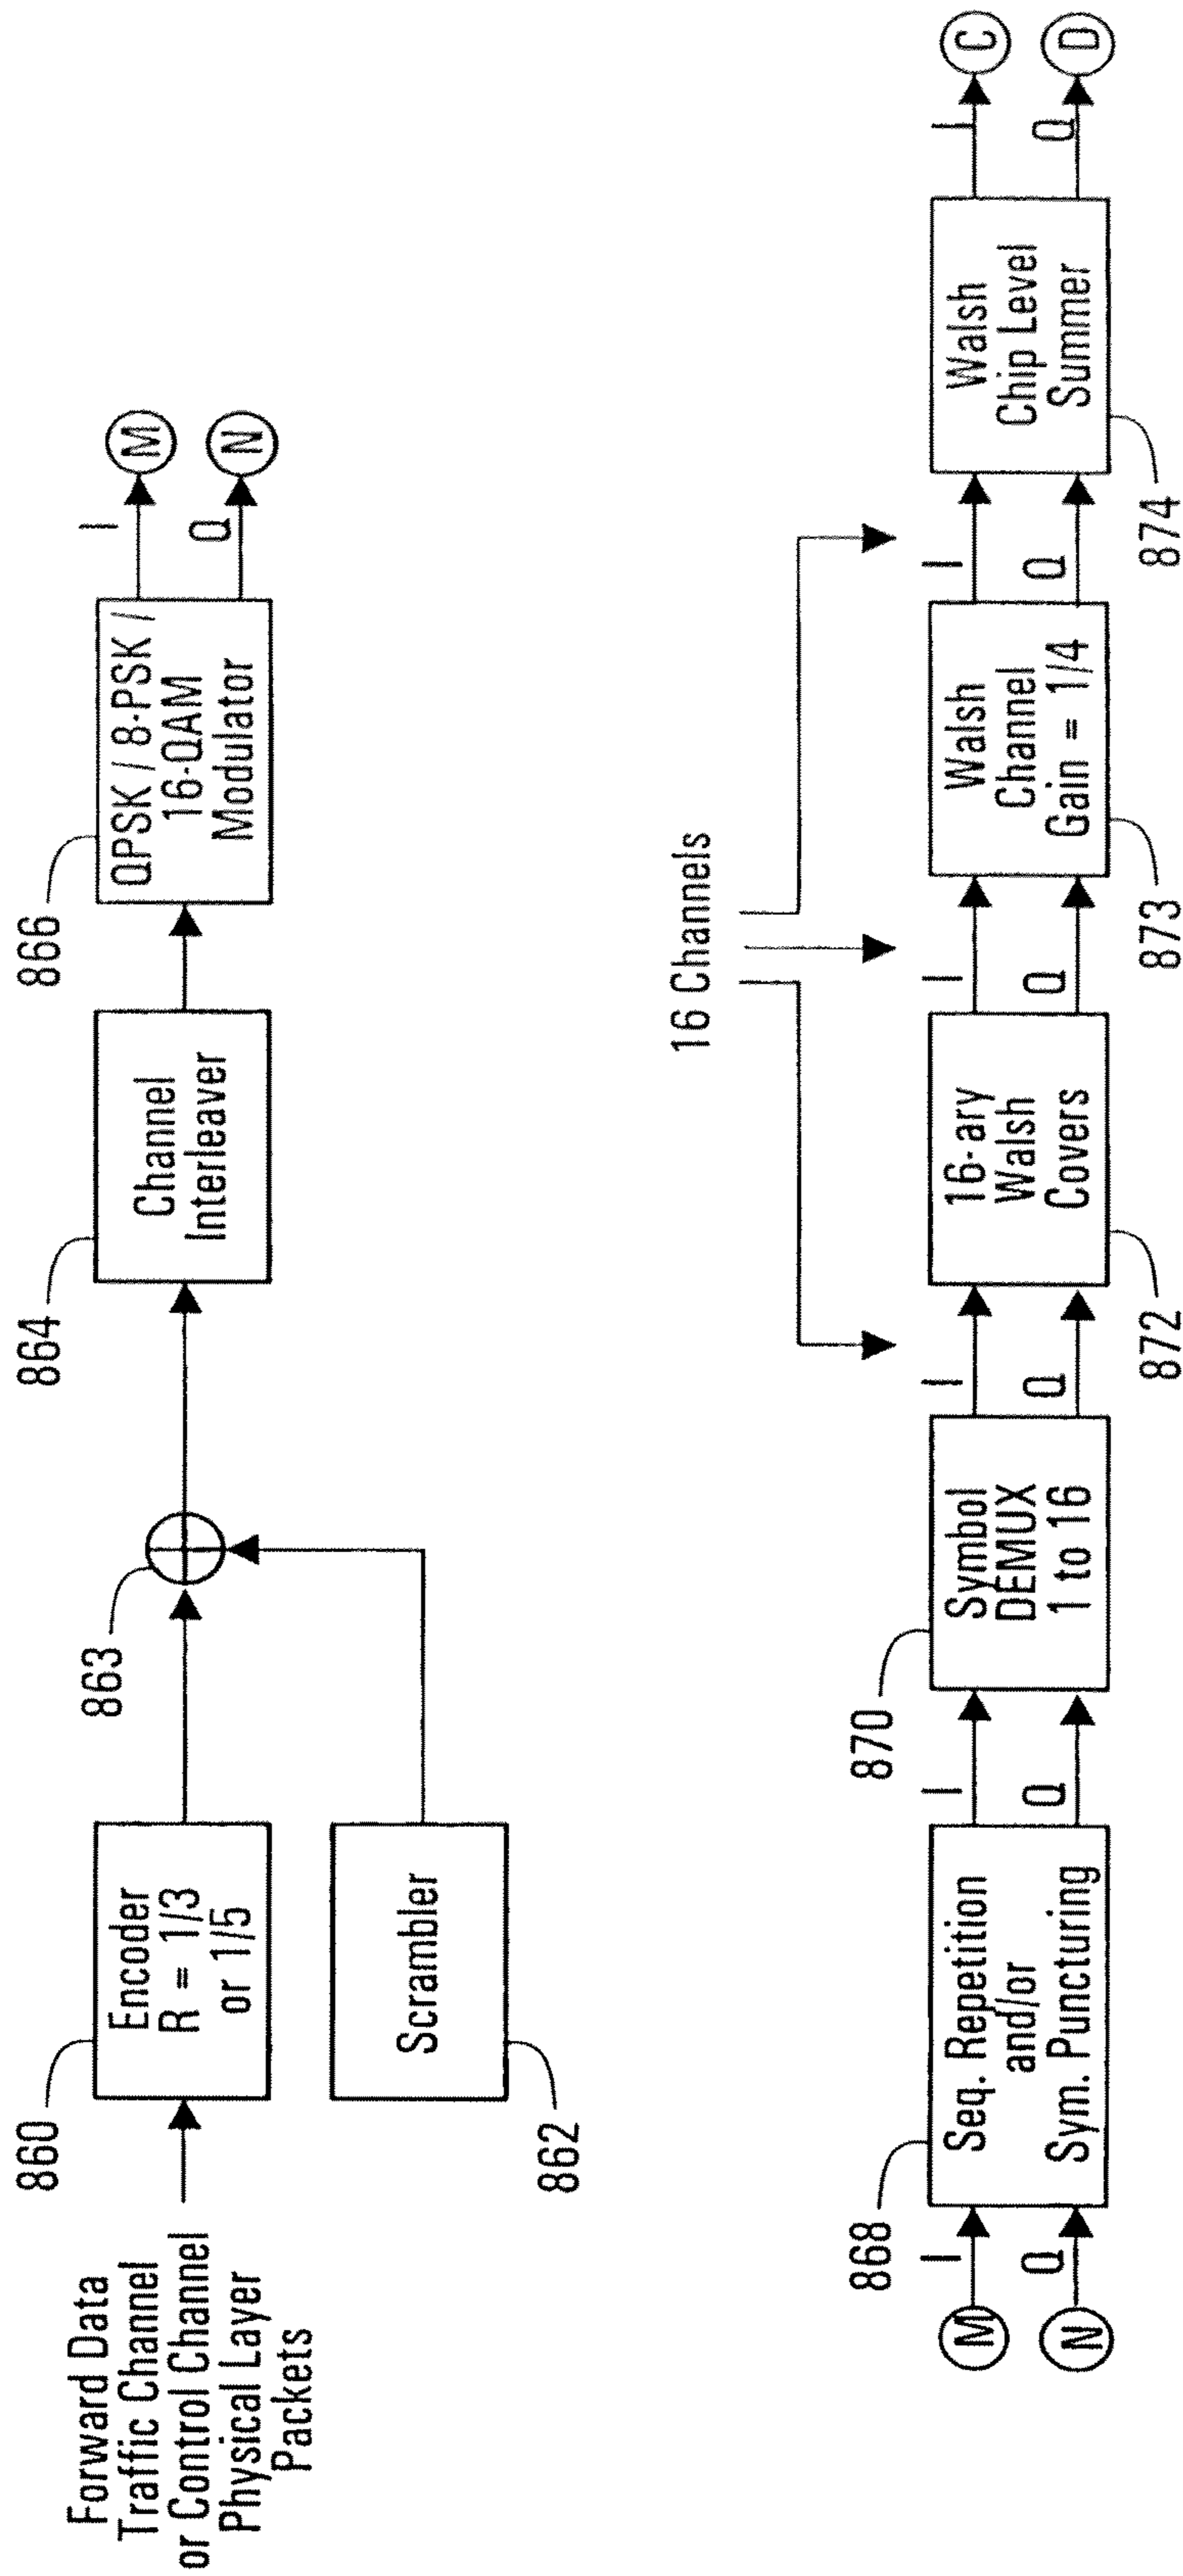 Forward Data
Traffic Channel
or Control Channel
Physical Layer
Packets
860
Encoder
R = 1/3
or 1/5
862
Scrambler
863
864
Channel
Interleaver
866
QPSK / 8-PSK /
16-QAM
Modulator
I
Q
M
N
M
N
I
Q
868
Seq. Repetition
and/or
Sym. Puncturing
I
Q
870
Symbol
DEMUX
1 to 16
I
Q
16 Channels
872
16-ary
Walsh
Covers
I
Q
873
Walsh
Channel
Gain = 1/4
I
Q
874
Walsh
Chip Level
Summer
I
Q
C
D